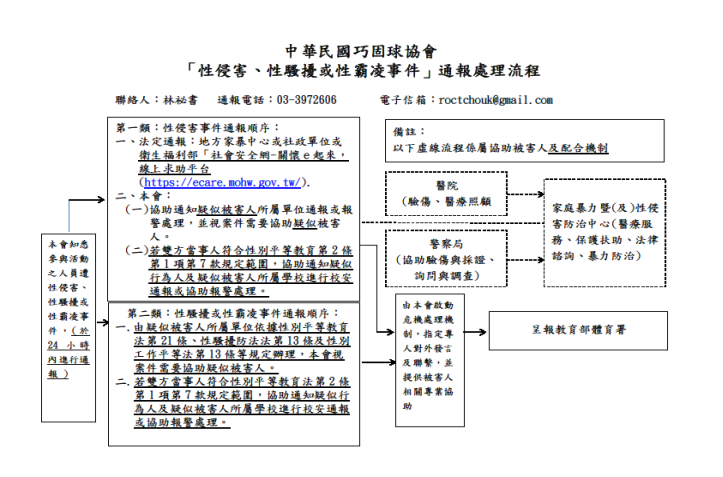 中華民國巧固球協會
「性侵害、性騷擾或性霸凌事件」通報處理流程
聯絡人：林祕書　通報電話：03-3972606　電子信箱：roctchouk@gmail.com
本會知悉
參與活動
之人員遭
性侵害、
性騷擾或
性霸凌事
件，(於
24 小時
內進行通
報)
第一類：性侵害事件通報順序：
一、法定通報：地方家暴中心或社政單位或
衛生福利部「社會安全網-關懷 e 起來，
線上求助平台
(https://ecare.mohw.gov.tw/).
二、本會：
(一)協助通知疑似被害人所屬單位通報或報
警處理，並視案件需要協助疑似被害
人。
(二)若雙方當事人符合性別平等教育第 2 條
第 1 項第 7 款規定範圍，協助通知疑似
行為人及疑似被害人所屬學校進行校安
通報或協助報警處理。
第二類：性騷擾或性霸凌事件通報順序：
一.由疑似被害人所屬單位依據性別平等教育
法第 21 條、性騷擾防法法第 13 條及性別
工作平等法第 13 條等規定辦理，本會視
案件需要協助疑似被害人。
二.若雙方當事人符合性別平等教育法第 2 條
第 1 項第 7 款規定範圍，協助通知疑似行
為人及疑似被害人所屬學校進行校安通報
或協助報警處理。
備註：
以下虛線流程係屬協助被害人及配合機制
醫院
(驗傷、醫療照顧
警察局
(協助驗傷與採證、
詢問與調查)
家庭暴力暨(及)性侵
害防治中心(醫療服
務、保護扶助、法律
諮詢、暴力防治)
由本會啟動
危機處理機
制，指定專
人對外發言
及聯繫，並
提供被害人
相關專業協
助
呈報教育部體育署